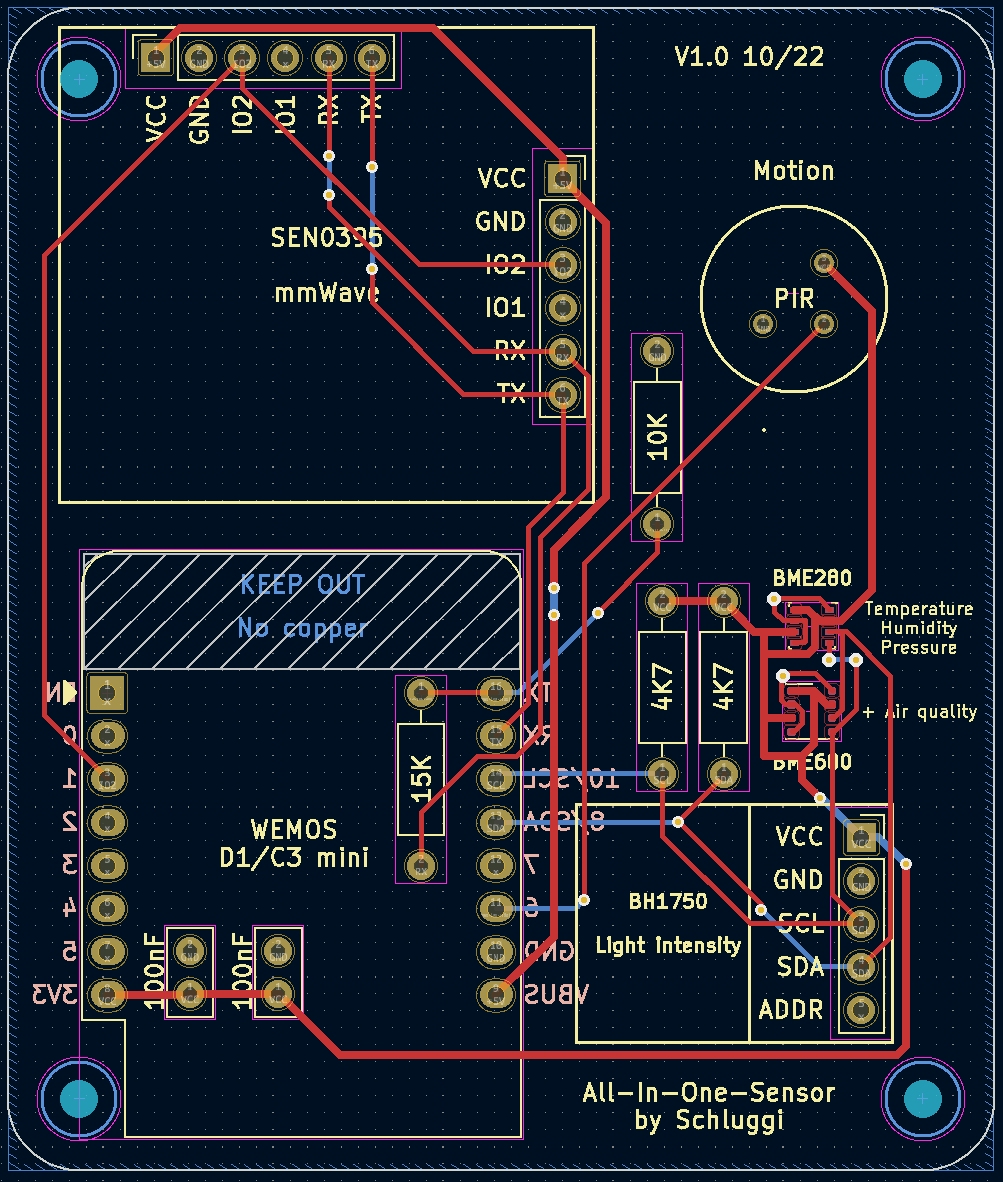 V1.0 10/22
VCC
GND
IO2
IO1
RX
TX
Motion
VCC
GND
IO2
IO1
RX
TX
SEN0395
mmWave
PIR
10K
KEEP OUT
No copper
BME280
Temperature
Humidity
Pressure
4K7
4K7
+ Air quality
BME680
EN
0
1
2
3
4
5
3V3
TX
RX
10/SCL
8/SDA
7
6
GND
VBUS
15K
WEMOS
D1/C3 mini
100nF
100nF
BH1750
Light intensity
VCC
GND
SCL
SDA
ADDR
All-In-One-Sensor
by Schluggi